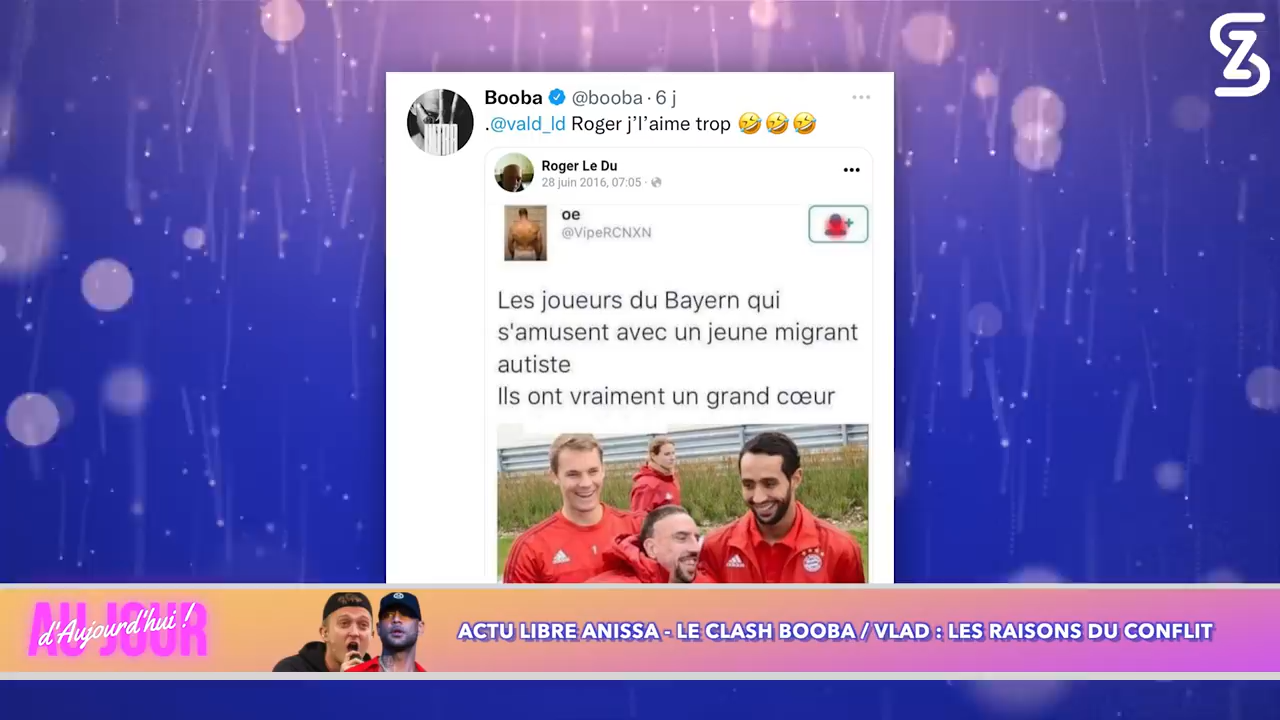 Booba @booba · 6 j
.@vald_ld Roger j’l’aime trop 🤣🤣🤣
Roger Le Du
28 juin 2016, 07:05 ·
oe
@VipeRCNXN
Les joueurs du Bayern qui
s'amusent avec un jeune migrant
autiste
Ils ont vraiment un grand cœur
AU JOUR
d'Aujourd'hui !
ACTU LIBRE ANISSA - LE CLASH BOOBA / VLAD : LES RAISONS DU CONFLIT